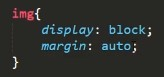 img{
    display: block;
    margin: auto;
}